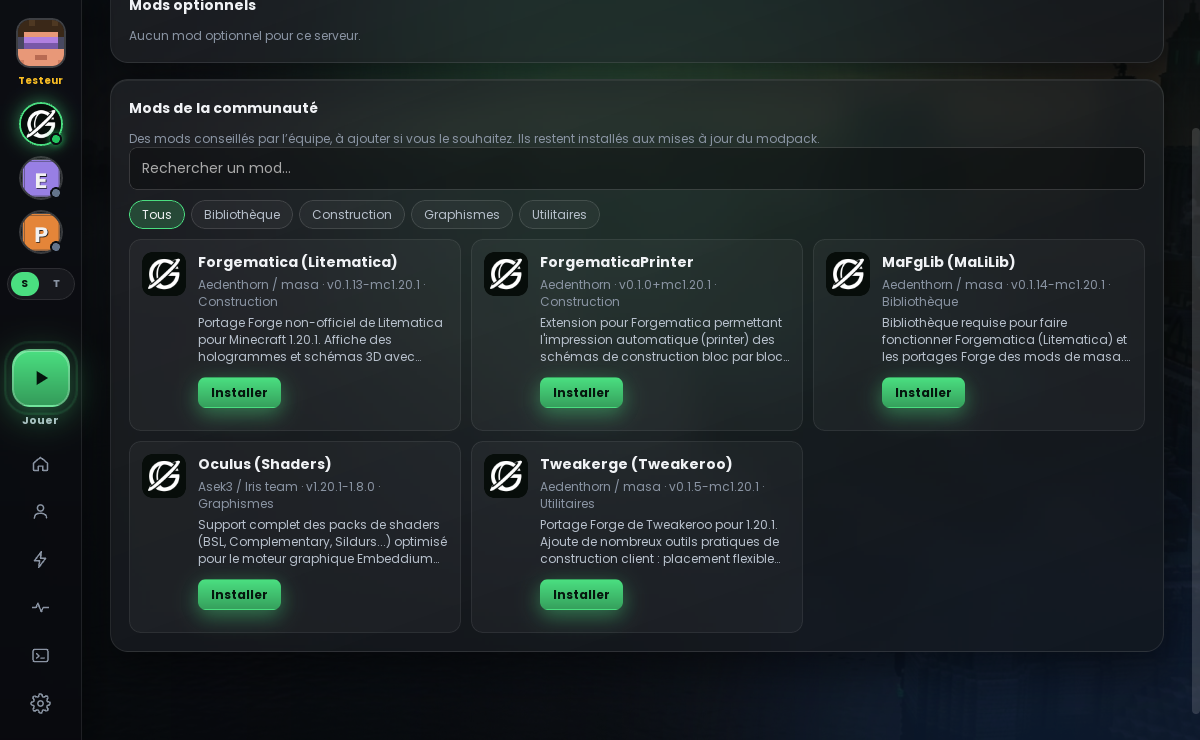 Mods optionnels
Aucun mod optionnel pour ce serveur.
Testeur
E
P
S T
Jouer
Mods de la communauté
Des mods conseillés par l’équipe, à ajouter si vous le souhaitez. Ils restent installés aux mises à jour du modpack.
Rechercher un mod...
Tous Bibliothèque Construction Graphismes Utilitaires
Forgematica (Litematica)
Aedenthorn / masa · v0.1.13-mc1.20.1 ·
Construction
Portage Forge non-officiel de Litematica
pour Minecraft 1.20.1. Affiche des
hologrammes et schémas 3D avec…
Installer
ForgematicaPrinter
Aedenthorn · v0.1.0+mc1.20.1 ·
Construction
Extension pour Forgematica permettant
l'impression automatique (printer) des
schémas de construction bloc par bloc…
Installer
MaFgLib (MaLiLib)
Aedenthorn / masa · v0.1.14-mc1.20.1 ·
Bibliothèque
Bibliothèque requise pour faire
fonctionner Forgematica (Litematica) et
les portages Forge des mods de masa.…
Installer
Oculus (Shaders)
Asek3 / Iris team · v1.20.1-1.8.0 ·
Graphismes
Support complet des packs de shaders
(BSL, Complementary, Sildurs...) optimisé
pour le moteur graphique Embeddium…
Installer
Tweakerge (Tweakeroo)
Aedenthorn / masa · v0.1.5-mc1.20.1 ·
Utilitaires
Portage Forge de Tweakeroo pour 1.20.1.
Ajoute de nombreux outils pratiques de
construction client : placement flexible…
Installer